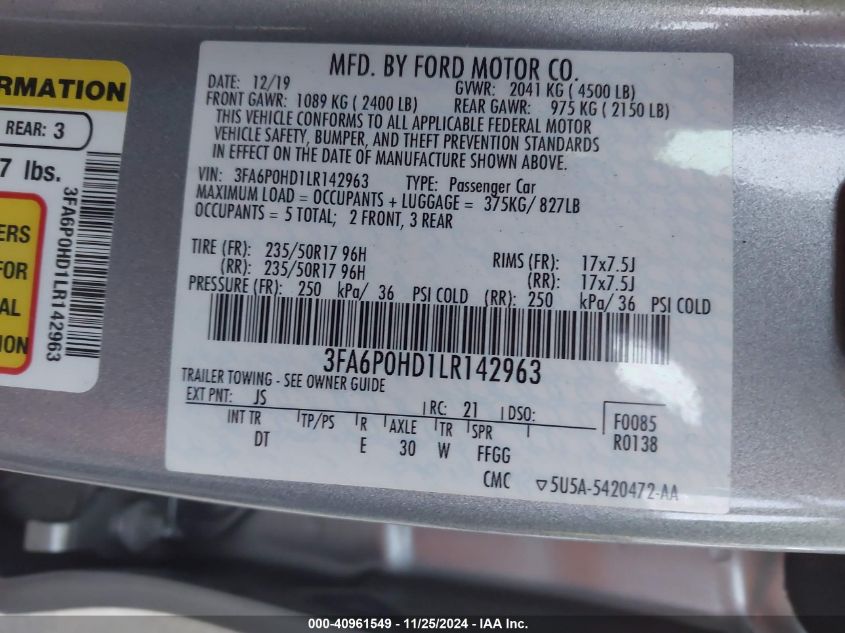 RMATION
REAR: 3
7 lbs.
ERS
FOR
AL
ION
3FA6P0HD1LR142963
MFD. BY FORD MOTOR CO.
DATE: 12/19 GVWR: 2041 KG ( 4500 LB)
FRONT GAWR: 1089 KG ( 2400 LB) REAR GAWR: 975 KG ( 2150 LB)
THIS VEHICLE CONFORMS TO ALL APPLICABLE FEDERAL MOTOR
VEHICLE SAFETY, BUMPER, AND THEFT PREVENTION STANDARDS
IN EFFECT ON THE DATE OF MANUFACTURE SHOWN ABOVE.
VIN: 3FA6P0HD1LR142963 TYPE: Passenger Car
MAXIMUM LOAD = OCCUPANTS + LUGGAGE = 375KG/ 827LB
OCCUPANTS = 5 TOTAL; 2 FRONT, 3 REAR
TIRE (FR): 235/50R17 96H RIMS (FR): 17x7.5J
(RR): 235/50R17 96H (RR): 17x7.5J
PRESSURE (FR): 250 kPa/ 36 PSI COLD (RR): 250 kPa/ 36 PSI COLD
3FA6P0HD1LR142963
TRAILER TOWING - SEE OWNER GUIDE
EXT PNT: JS RC: 21 DSO: F0085
INT TR TP/PS R AXLE TR SPR R0138
DT E 30 W FFGG
CMC ▽5U5A-5420472-AA
000-40961549 - 11/25/2024 - IAA Inc.